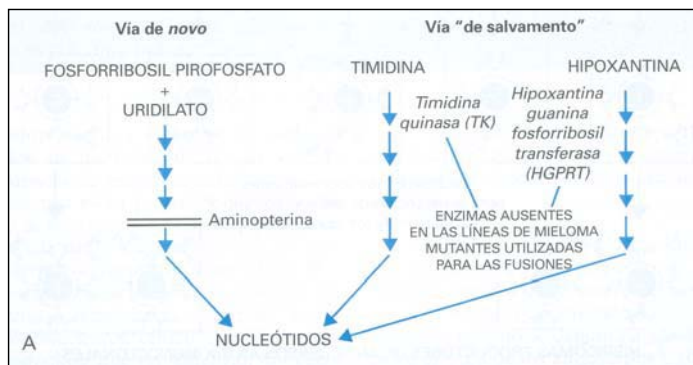 Vía de novo
Vía "de salvamento"
FOSFORRIBOSIL PIROFOSFATO
+
URIDILATO
TIMIDINA
HIPOXANTINA
Timidina
quinasa (TK)
Hipoxantina
guanina
fosforribosil
transferasa
(HGPRT)
Aminopterina
ENZIMAS AUSENTES
EN LAS LÍNEAS DE MIELOMA
MUTANTES UTILIZADAS
PARA LAS FUSIONES
NUCLEÓTIDOS
A